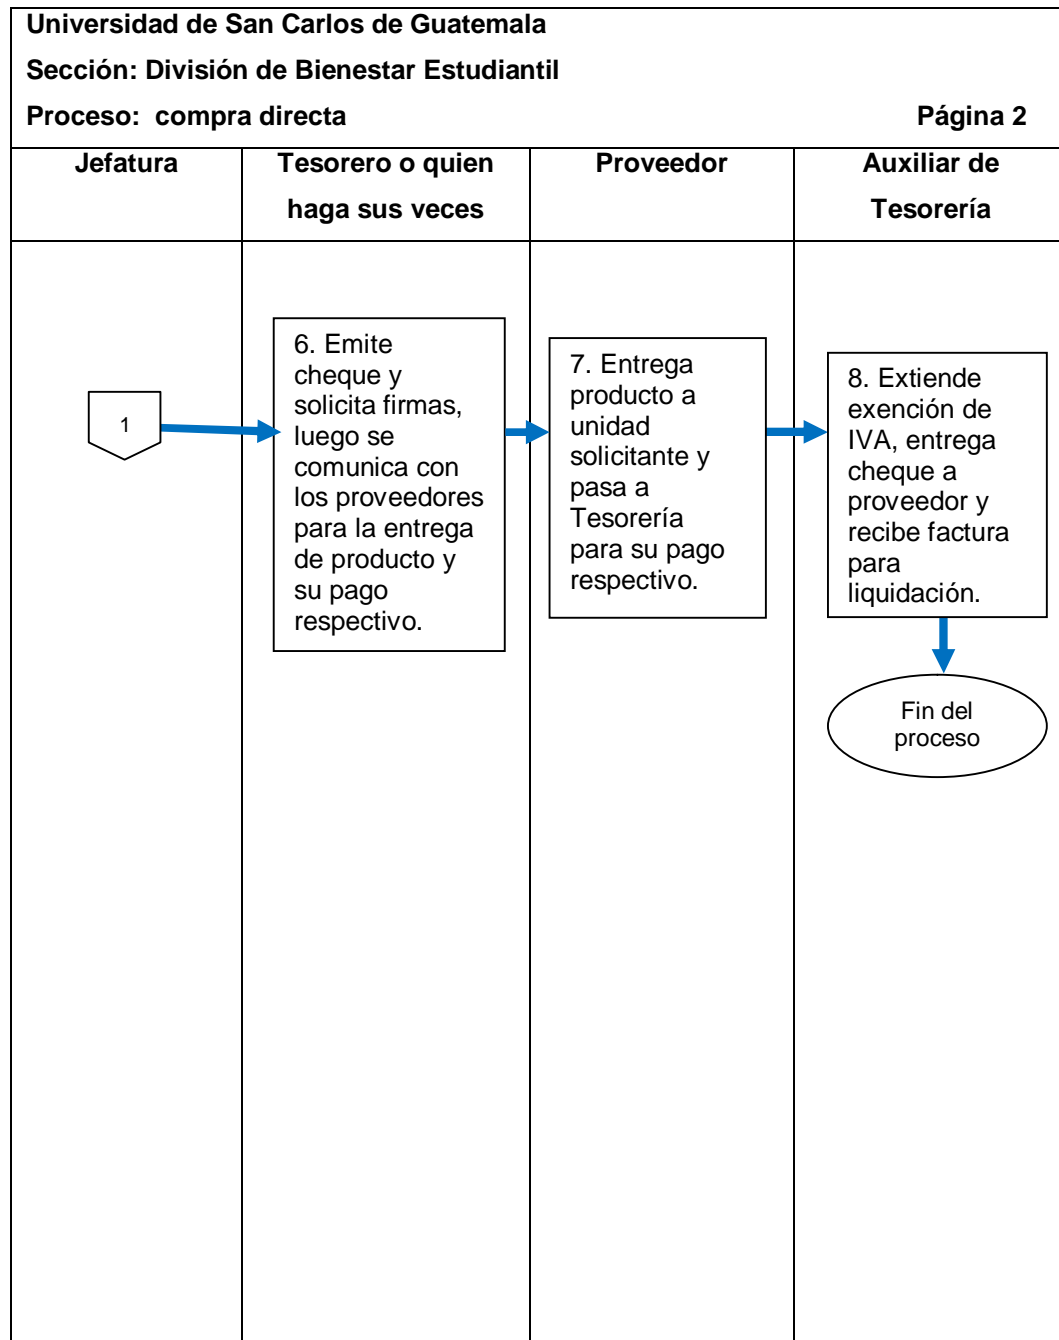 Universidad de San Carlos de Guatemala
Sección: División de Bienestar Estudiantil
Proceso: compra directa Página 2
Jefatura
Tesorero o quien
haga sus veces
Proveedor
Auxiliar de
Tesorería
1
6. Emite
cheque y
solicita firmas,
luego se
comunica con
los proveedores
para la entrega
de producto y
su pago
respectivo.
7. Entrega
producto a
unidad
solicitante y
pasa a
Tesorería
para su pago
respectivo.
8. Extiende
exención de
IVA, entrega
cheque a
proveedor y
recibe factura
para
liquidación.
Fin del
proceso